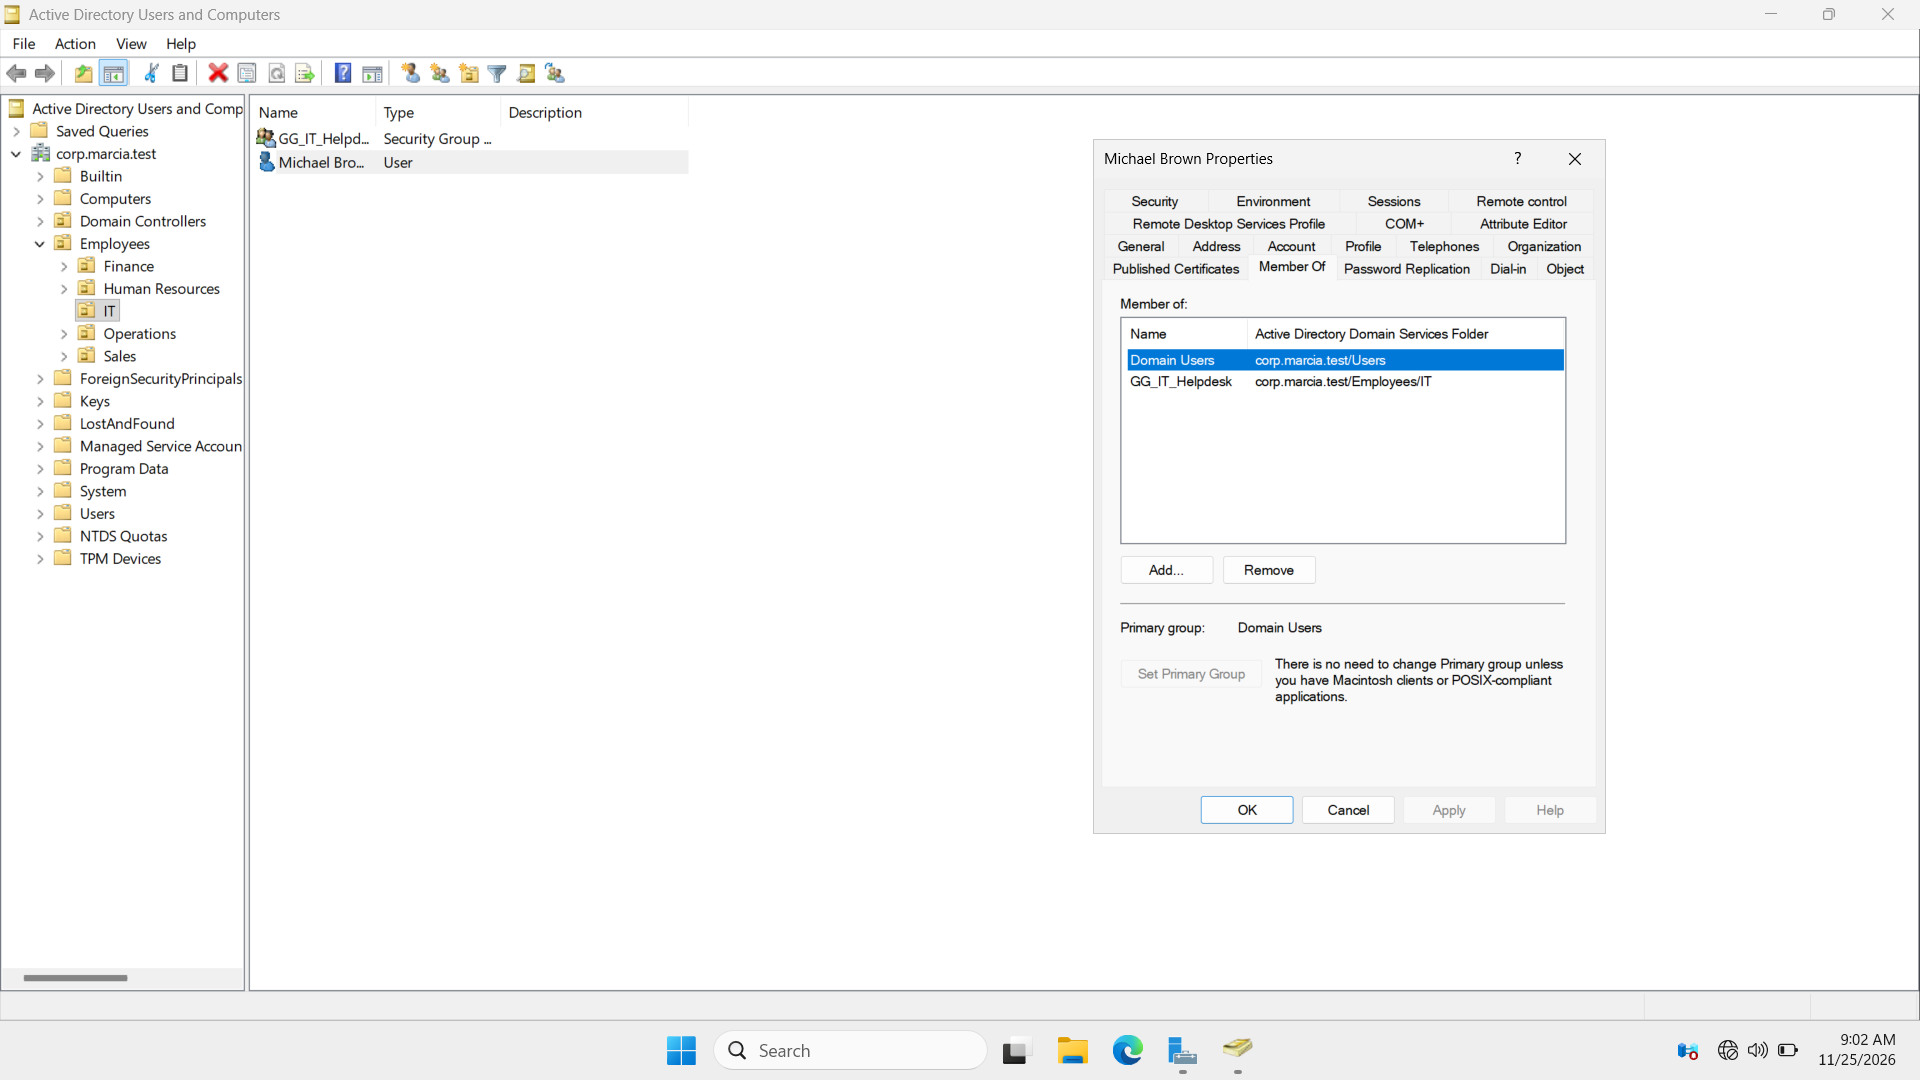 Active Directory Users and Computers
File Action View Help
Active Directory Users and Comp
Saved Queries
corp.marcia.test
Builtin
Computers
Domain Controllers
Employees
Finance
Human Resources
IT
Operations
Sales
ForeignSecurityPrincipals
Keys
LostAndFound
Managed Service Accoun
Program Data
System
Users
NTDS Quotas
TPM Devices
Name Type Description
GG_IT_Helpd... Security Group ...
Michael Bro... User
Michael Brown Properties ?
Security Environment Sessions Remote control
Remote Desktop Services Profile COM+ Attribute Editor
General Address Account Profile Telephones Organization
Published Certificates Member Of Password Replication Dial-in Object
Member of:
Name Active Directory Domain Services Folder
Domain Users corp.marcia.test/Users
GG_IT_Helpdesk corp.marcia.test/Employees/IT
Add... Remove
Primary group: Domain Users
Set Primary Group
There is no need to change Primary group unless
you have Macintosh clients or POSIX-compliant
applications.
OK Cancel Apply Help
Search
9:02 AM
11/25/2026